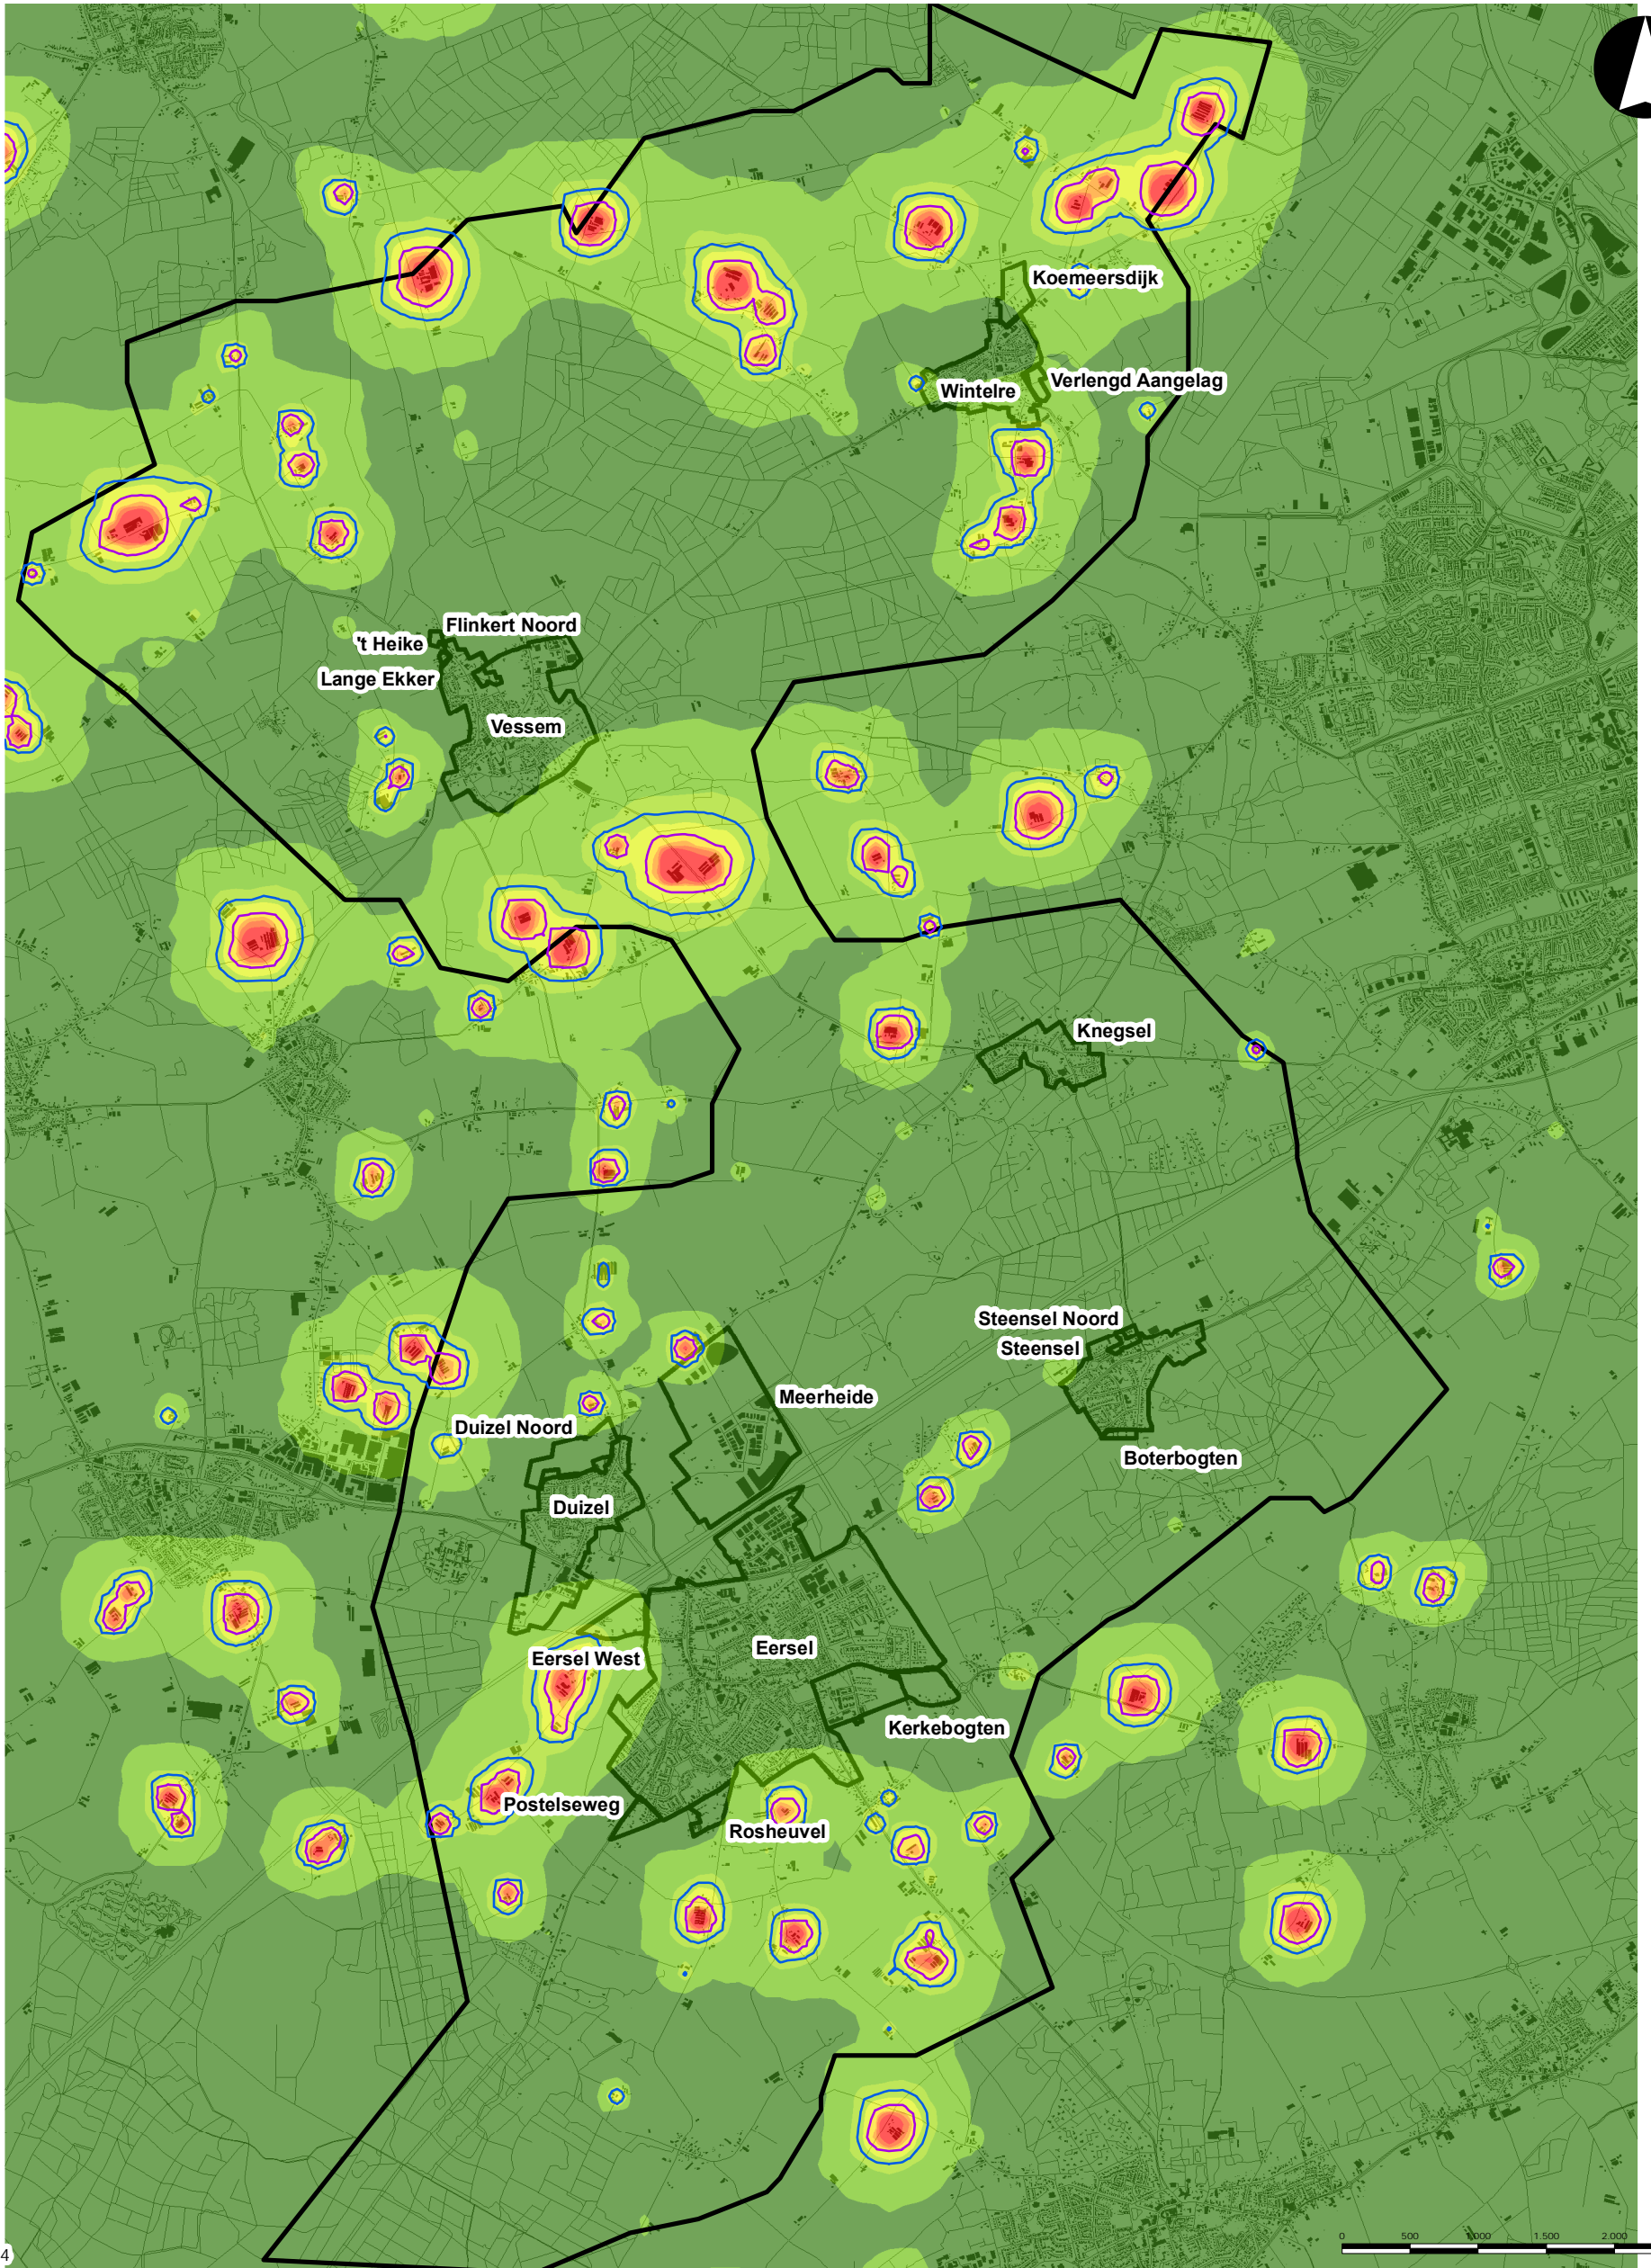 Koemeersdijk
Verlengd Aangelag
Wintelre
Flinkert Noord
't Heike
Lange Ekker
Vessem
Knegsel
Steensel Noord
Steensel
Meerheide
Duizel Noord
Boterbogten
Duizel
Eersel
Eersel West
Kerkebogten
Postelseweg
Rosheuvel
0 500 1.000 1.500 2.000
4